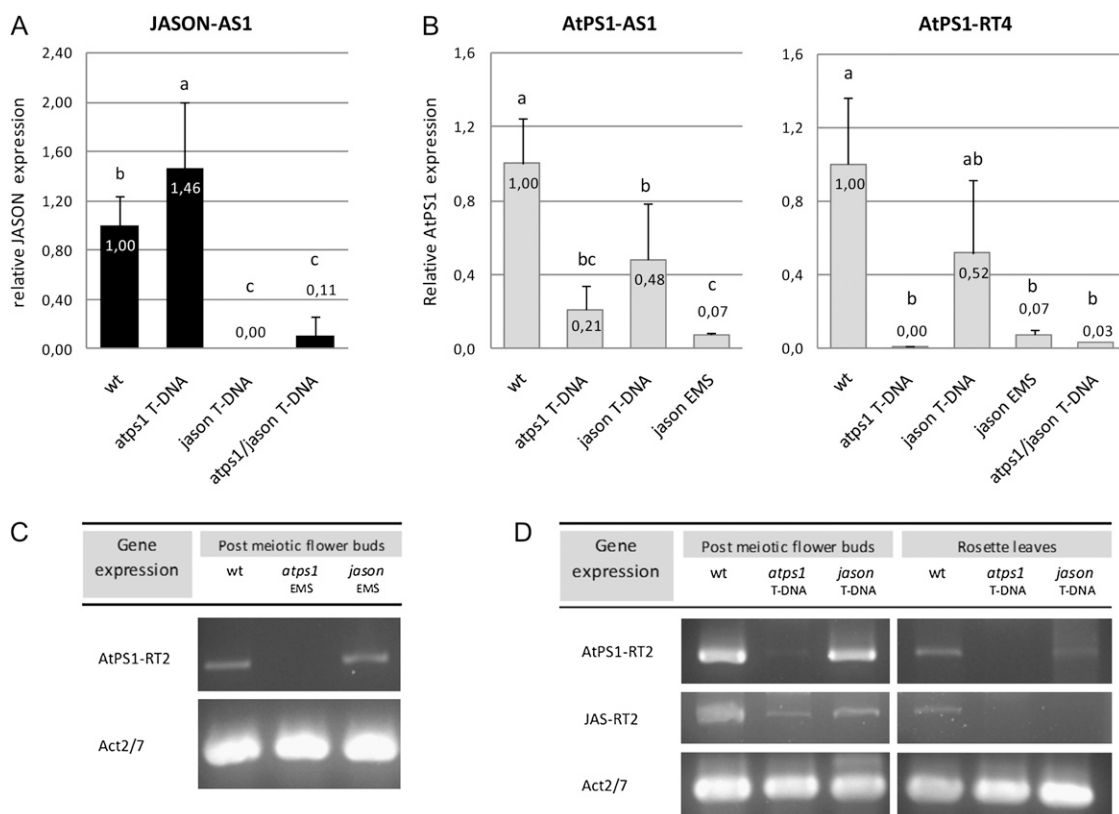 A
JASON-AS1
relative JASON expression
2,40
2,00
1,60
1,20
0,80
0,40
0,00
b
a
c
c
1,00
1,46
0,00
0,11
wt
atps1 T-DNA
jason T-DNA
atps1/jason T-DNA
B
AtPS1-AS1
Relative AtPS1 expression
1,6
1,2
0,8
0,4
0,0
a
bc
b
c
1,00
0,21
0,48
0,07
wt
atps1 T-DNA
jason T-DNA
jason EMS
AtPS1-RT4
1,6
1,2
0,8
0,4
0,0
a
b
ab
b
b
1,00
0,00
0,52
0,07
0,03
wt
atps1 T-DNA
jason T-DNA
jason EMS
atps1/jason T-DNA
C
Gene
expression
Post meiotic flower buds
wt
atps1
EMS
jason
EMS
AtPS1-RT2
Act2/7
D
Gene
expression
Post meiotic flower buds
Rosette leaves
wt
atps1
T-DNA
jason
T-DNA
wt
atps1
T-DNA
jason
T-DNA
AtPS1-RT2
JAS-RT2
Act2/7